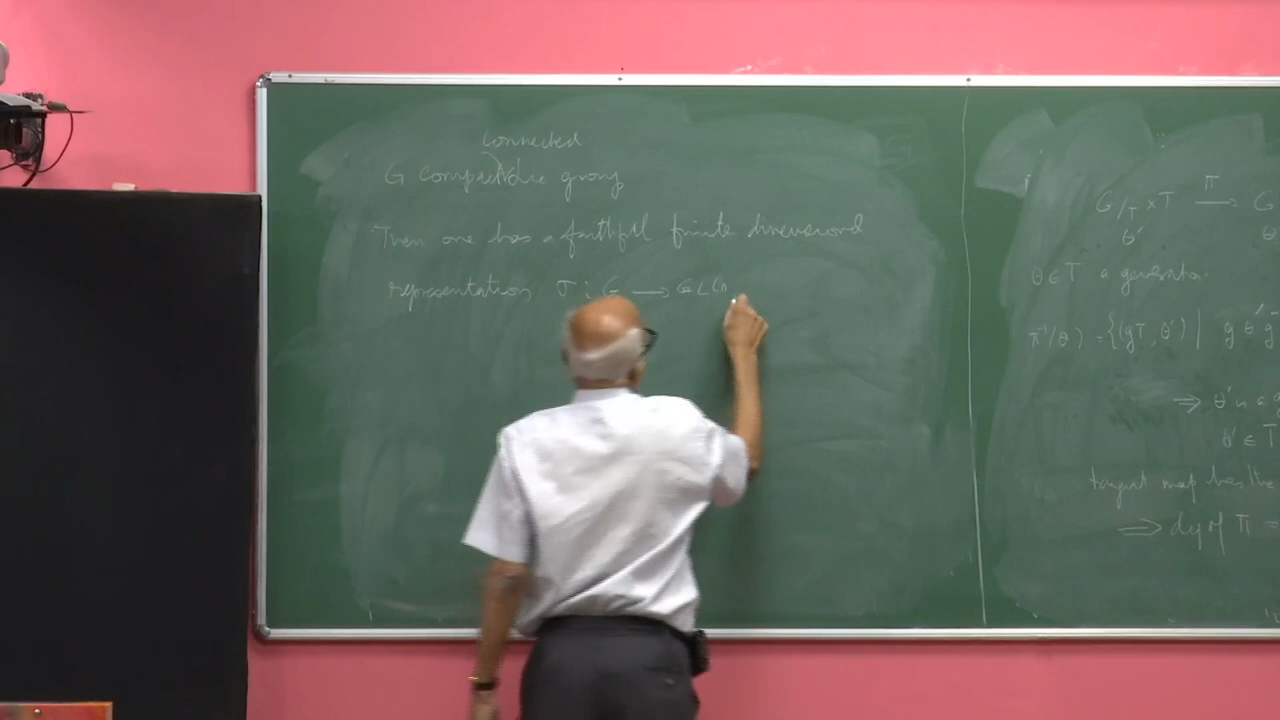 connected
G compact Lie group
Then one has a faithful finite dimensional
representation σ : G → GL(n
G/T × T →π G
θ' θ
θ ∈ T a generator.
π⁻¹(θ) = {(gT, θ') | g θ' g
⇒ θ' is a
θ' ∈ T
tangent map has the
⇒ deg of π =